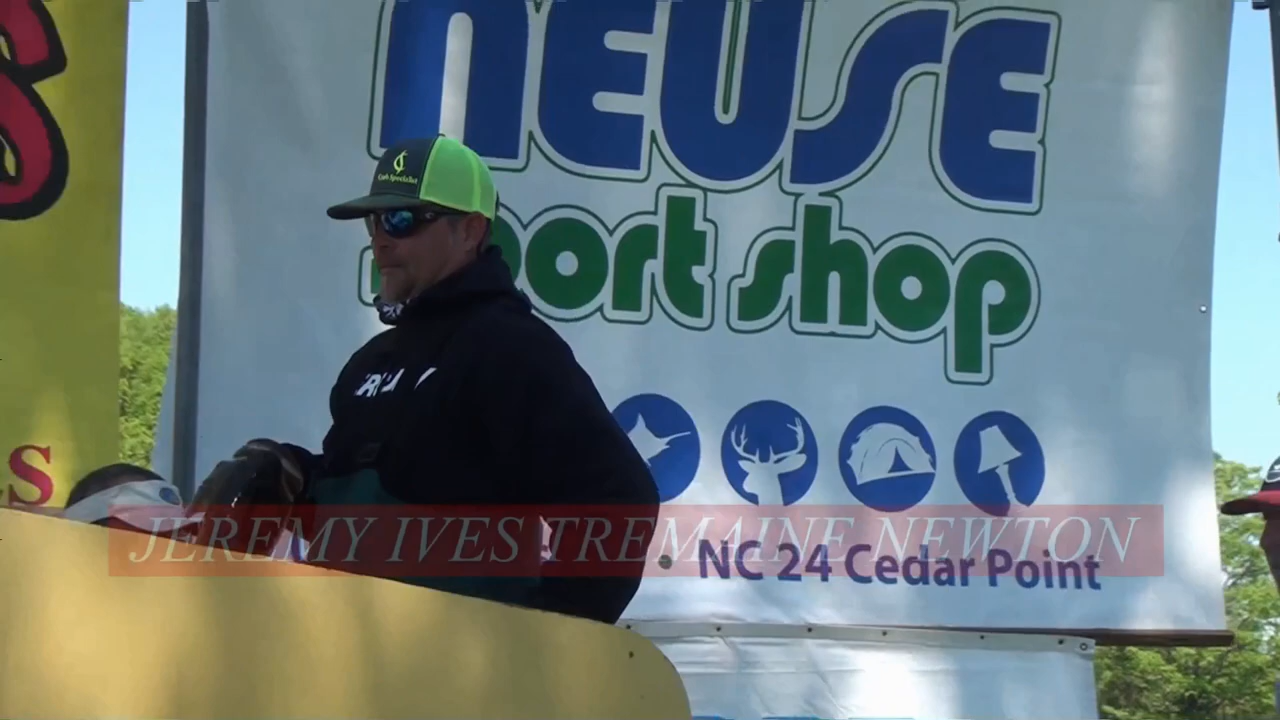 NEUSE
sport shop
S
S
JEREMY IVES TREMAINE NEWTON
NC 24 Cedar Point